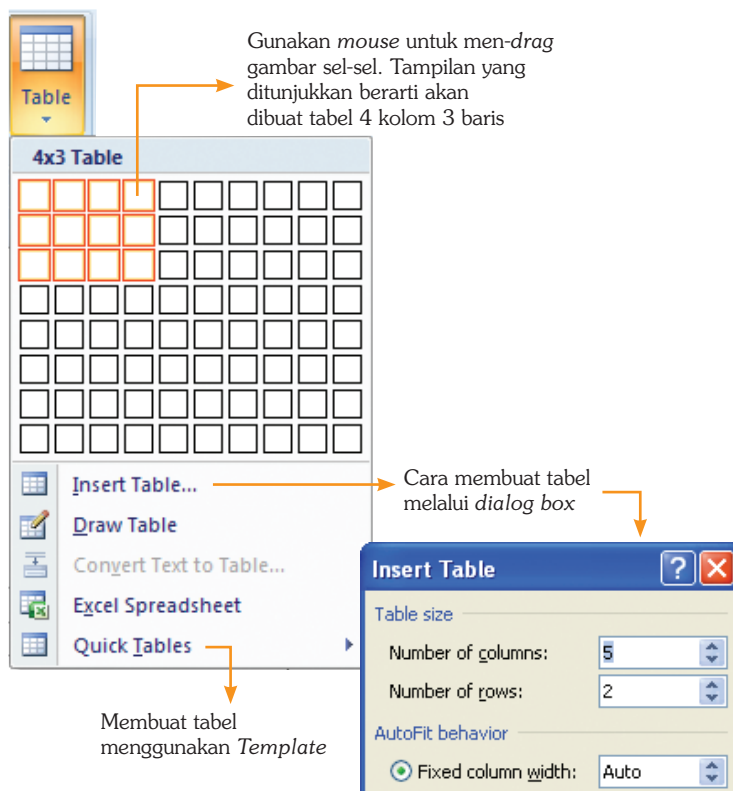 Table
Gunakan mouse untuk men-drag
gambar sel-sel. Tampilan yang
ditunjukkan berarti akan
dibuat tabel 4 kolom 3 baris
4x3 Table
Insert Table...
Draw Table
Convert Text to Table...
Excel Spreadsheet
Quick Tables
Cara membuat tabel
melalui dialog box
Membuat tabel
menggunakan Template
Insert Table
?
Table size
Number of columns: 5
Number of rows: 2
AutoFit behavior
Fixed column width: Auto